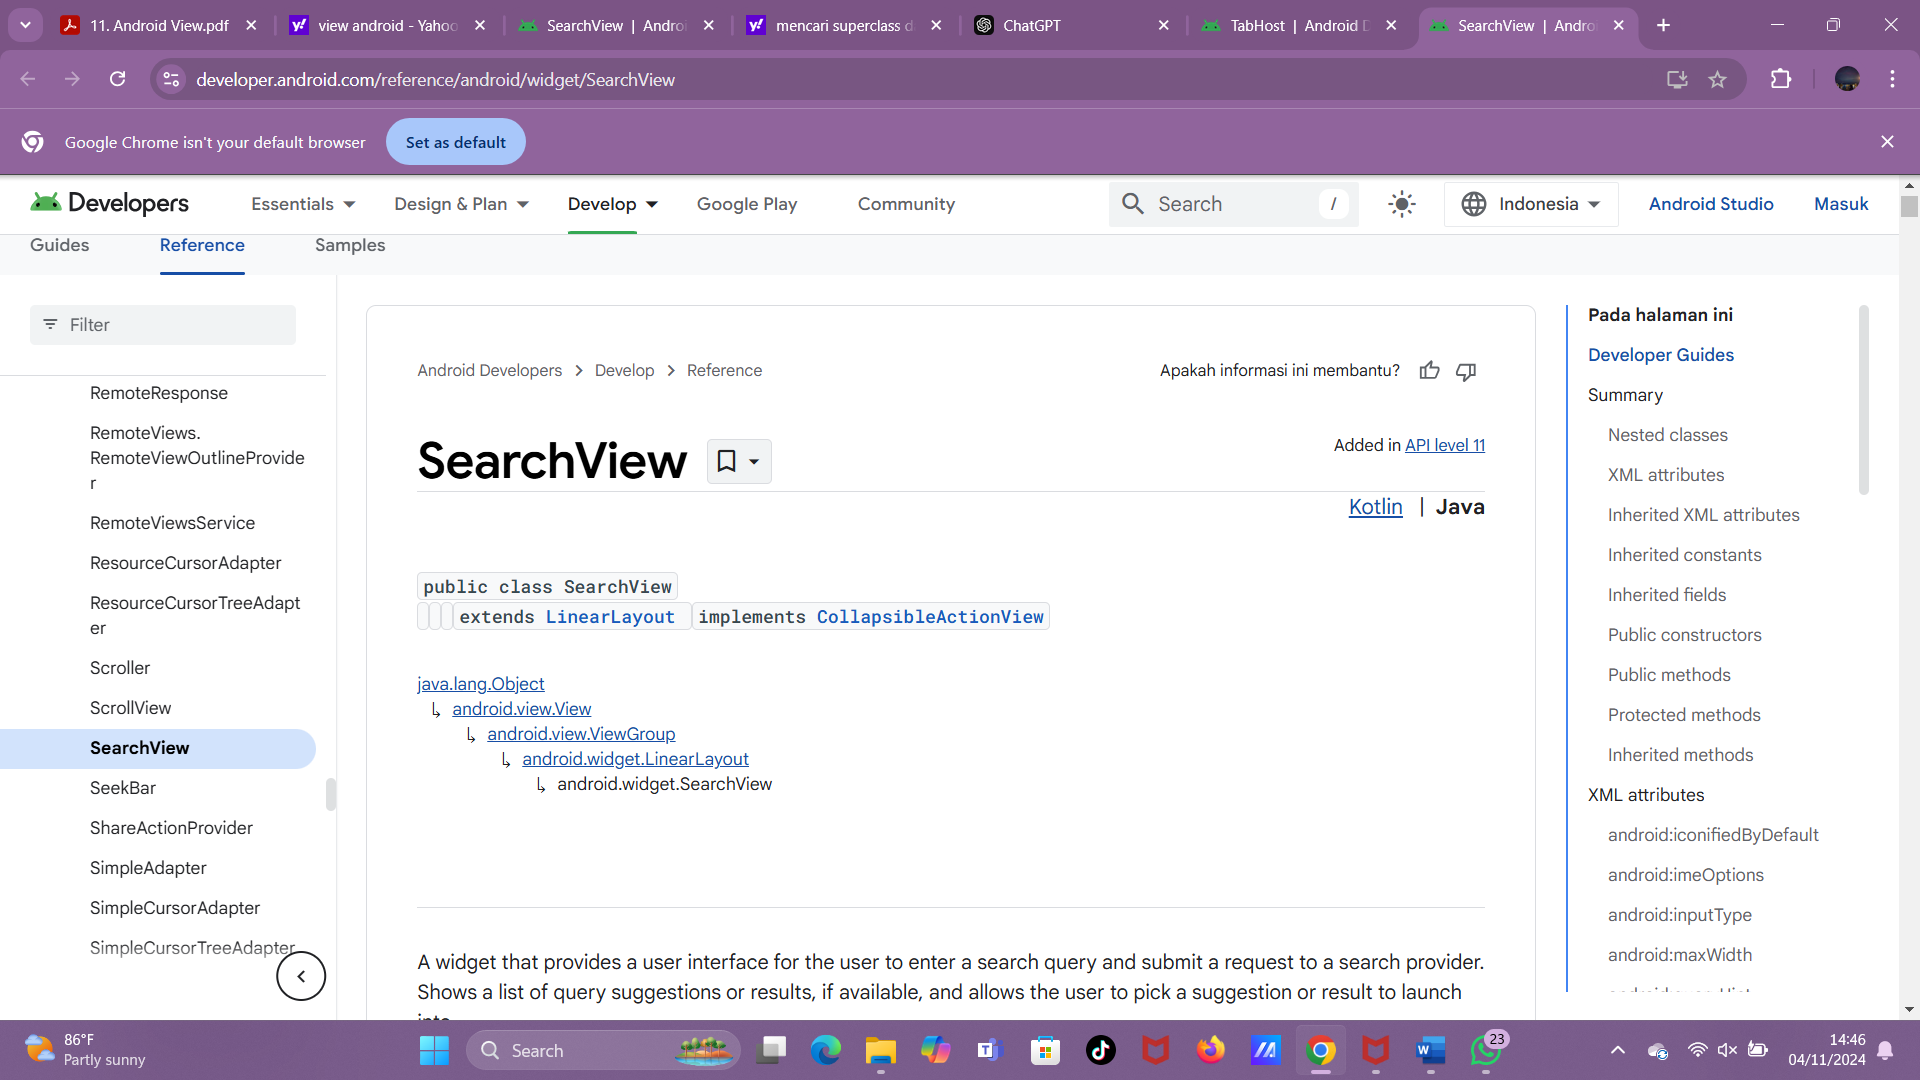 11. Android View.pdf
view android - Yahoo
SearchView | Androi
mencari superclass d
ChatGPT
TabHost | Android D
SearchView | Andro
developer.android.com/reference/android/widget/SearchView
Google Chrome isn't your default browser
Set as default
Developers
Essentials
Design & Plan
Develop
Google Play
Community
Search
/
Indonesia
Android Studio
Masuk
Guides
Reference
Samples
Filter
RemoteResponse
RemoteViews.
RemoteViewOutlineProvide
r
RemoteViewsService
ResourceCursorAdapter
ResourceCursorTreeAdapt
er
Scroller
ScrollView
SearchView
SeekBar
ShareActionProvider
SimpleAdapter
SimpleCursorAdapter
SimpleCursorTreeAdapter
Android Developers > Develop > Reference
Apakah informasi ini membantu?
SearchView
Added in API level 11
Kotlin | Java
public class SearchView
extends LinearLayout implements CollapsibleActionView
java.lang.Object
↳ android.view.View
↳ android.view.ViewGroup
↳ android.widget.LinearLayout
↳ android.widget.SearchView
A widget that provides a user interface for the user to enter a search query and submit a request to a search provider.
Shows a list of query suggestions or results, if available, and allows the user to pick a suggestion or result to launch
into.
Pada halaman ini
Developer Guides
Summary
Nested classes
XML attributes
Inherited XML attributes
Inherited constants
Inherited fields
Public constructors
Public methods
Protected methods
Inherited methods
XML attributes
android:iconifiedByDefault
android:imeOptions
android:inputType
android:maxWidth
86°F
Partly sunny
Search
23
14:46
04/11/2024